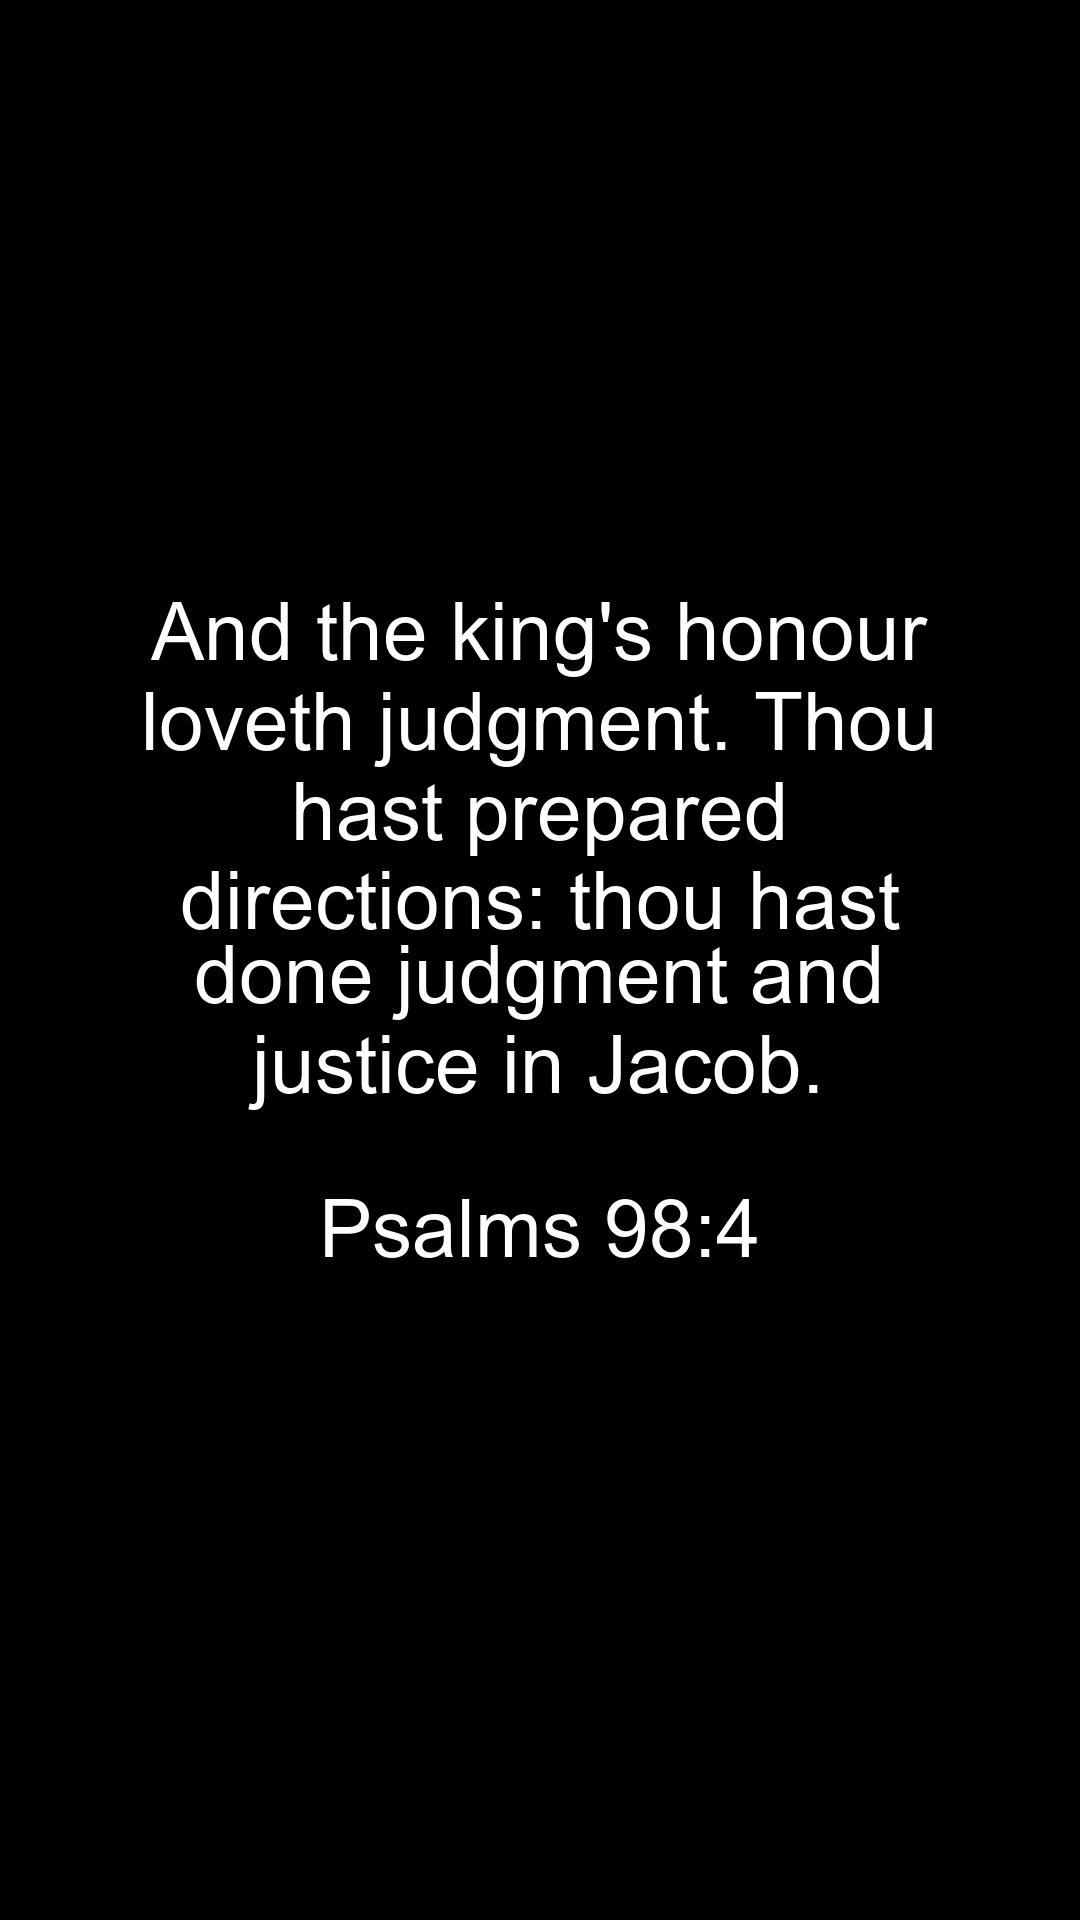 And the king's honour
loveth judgment. Thou
hast prepared
directions: thou hast
done judgment and
justice in Jacob.
Psalms 98:4